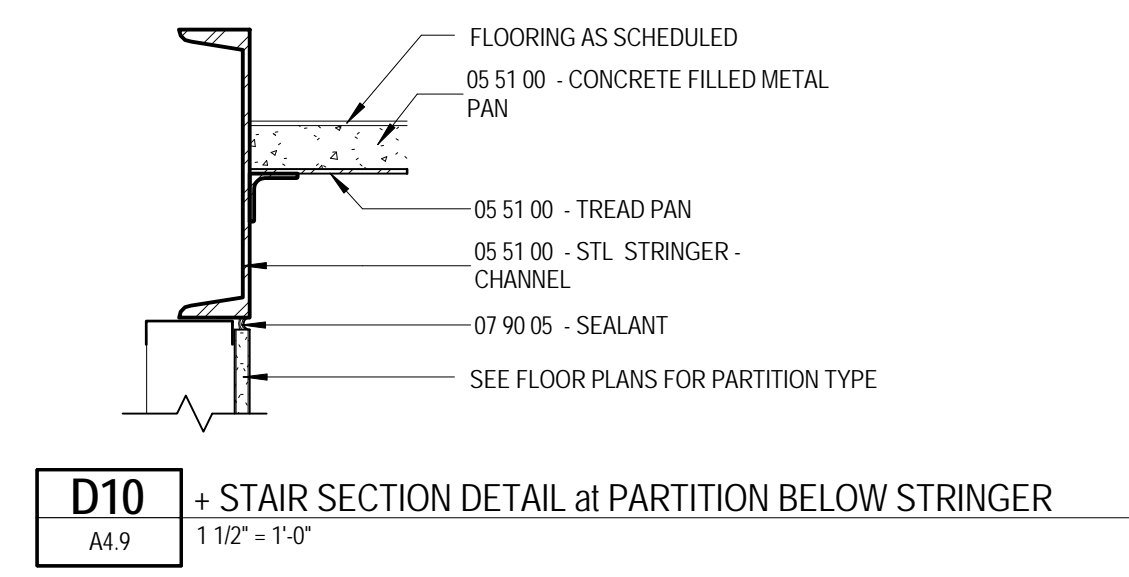 FLOORING AS SCHEDULED
05 51 00 - CONCRETE FILLED METAL
PAN
05 51 00 - TREAD PAN
05 51 00 - STL STRINGER -
CHANNEL
07 90 05 - SEALANT
SEE FLOOR PLANS FOR PARTITION TYPE
D10
A4.9
+ STAIR SECTION DETAIL at PARTITION BELOW STRINGER
1 1/2" = 1'-0"